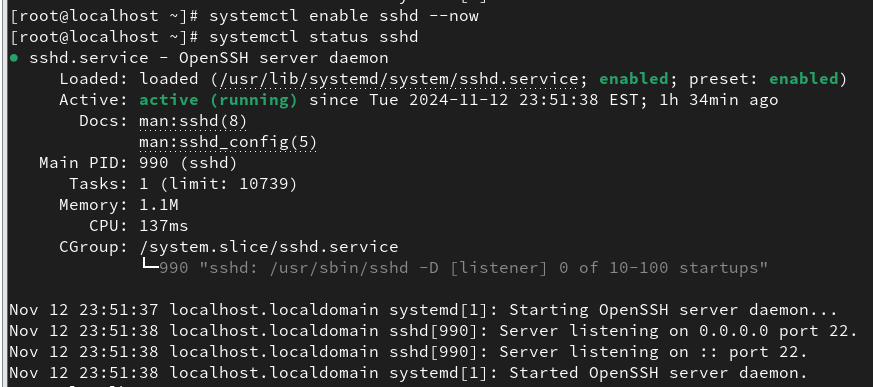 [root@localhost ~]# systemctl enable sshd --now
[root@localhost ~]# systemctl status sshd
● sshd.service - OpenSSH server daemon
     Loaded: loaded (/usr/lib/systemd/system/sshd.service; enabled; preset: enabled)
     Active: active (running) since Tue 2024-11-12 23:51:38 EST; 1h 34min ago
       Docs: man:sshd(8)
             man:sshd_config(5)
   Main PID: 990 (sshd)
      Tasks: 1 (limit: 10739)
     Memory: 1.1M
        CPU: 137ms
     CGroup: /system.slice/sshd.service
             └─990 "sshd: /usr/sbin/sshd -D [listener] 0 of 10-100 startups"

Nov 12 23:51:37 localhost.localdomain systemd[1]: Starting OpenSSH server daemon...
Nov 12 23:51:38 localhost.localdomain sshd[990]: Server listening on 0.0.0.0 port 22.
Nov 12 23:51:38 localhost.localdomain sshd[990]: Server listening on :: port 22.
Nov 12 23:51:38 localhost.localdomain systemd[1]: Started OpenSSH server daemon.